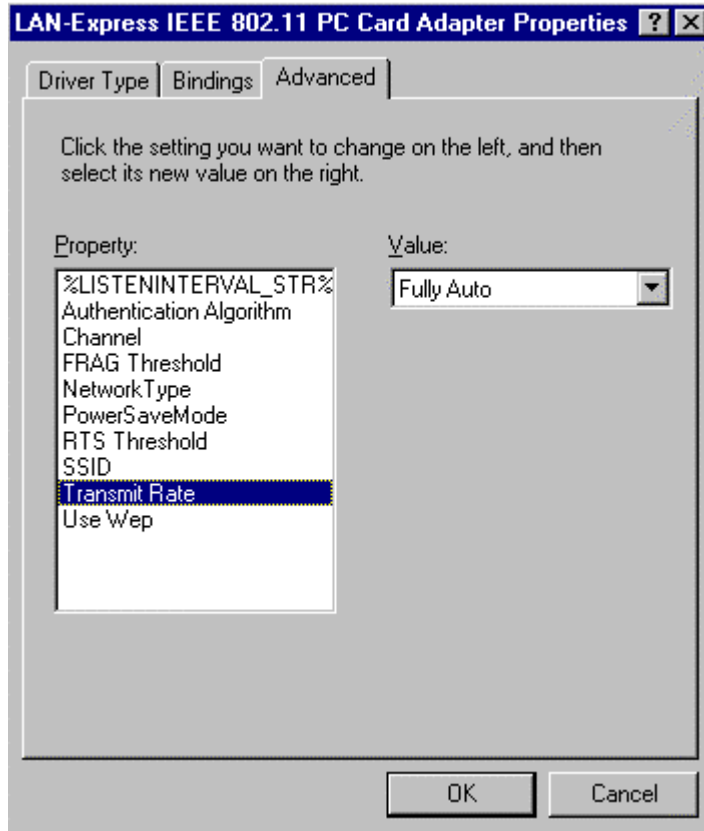 LAN-Express IEEE 802.11 PC Card Adapter Properties ? X
Driver Type Bindings Advanced
Click the setting you want to change on the left, and then
select its new value on the right.
Property:
Value:
%LISTENINTERVAL_STR%
Authentication Algorithm
Channel
FRAG Threshold
NetworkType
PowerSaveMode
RTS Threshold
SSID
Transmit Rate
Use Wep
Fully Auto
OK Cancel